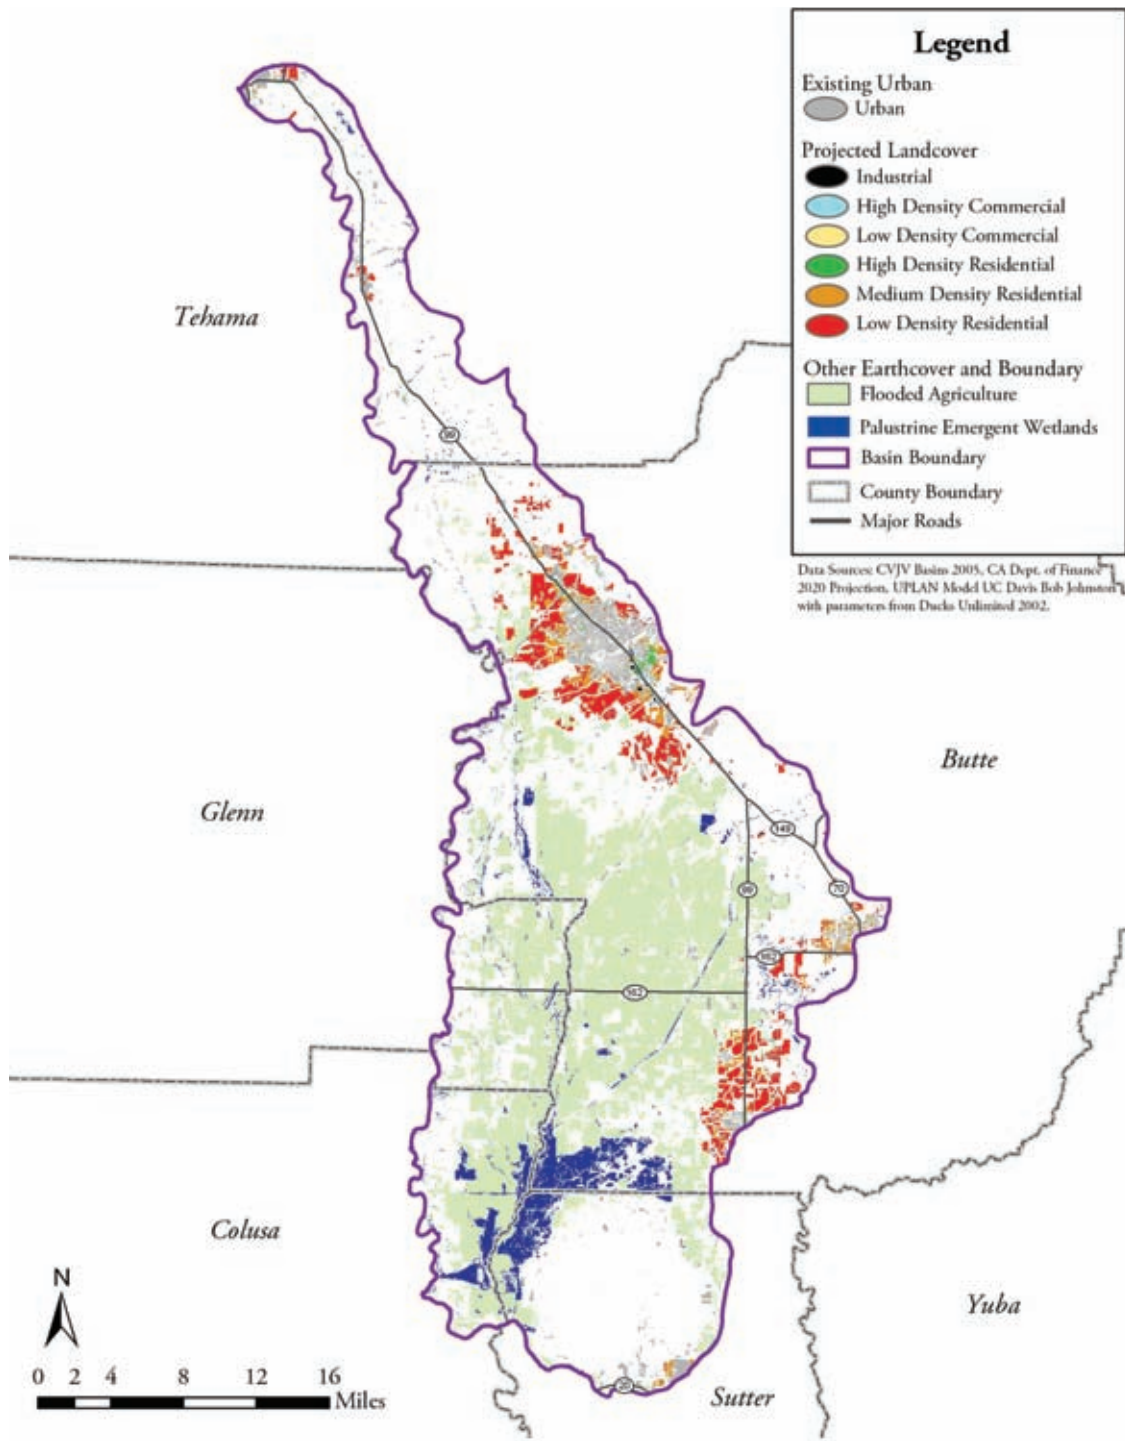 Legend
Existing Urban
Urban
Projected Landcover
Industrial
High Density Commercial
Low Density Commercial
High Density Residential
Medium Density Residential
Low Density Residential
Other Earthcover and Boundary
Flooded Agriculture
Palustrine Emergent Wetlands
Basin Boundary
County Boundary
Major Roads
Data Sources: CVJV Basins 2005, CA Dept. of Finance
2020 Projection, UPLAN Model UC Davis Bob Johnston
with parameters from Ducks Unlimited 2002.
Tehama
99
Butte
Glenn
149
70
99
162
162
Colusa
N
Yuba
20
Sutter
0 2 4 8 12 16
Miles